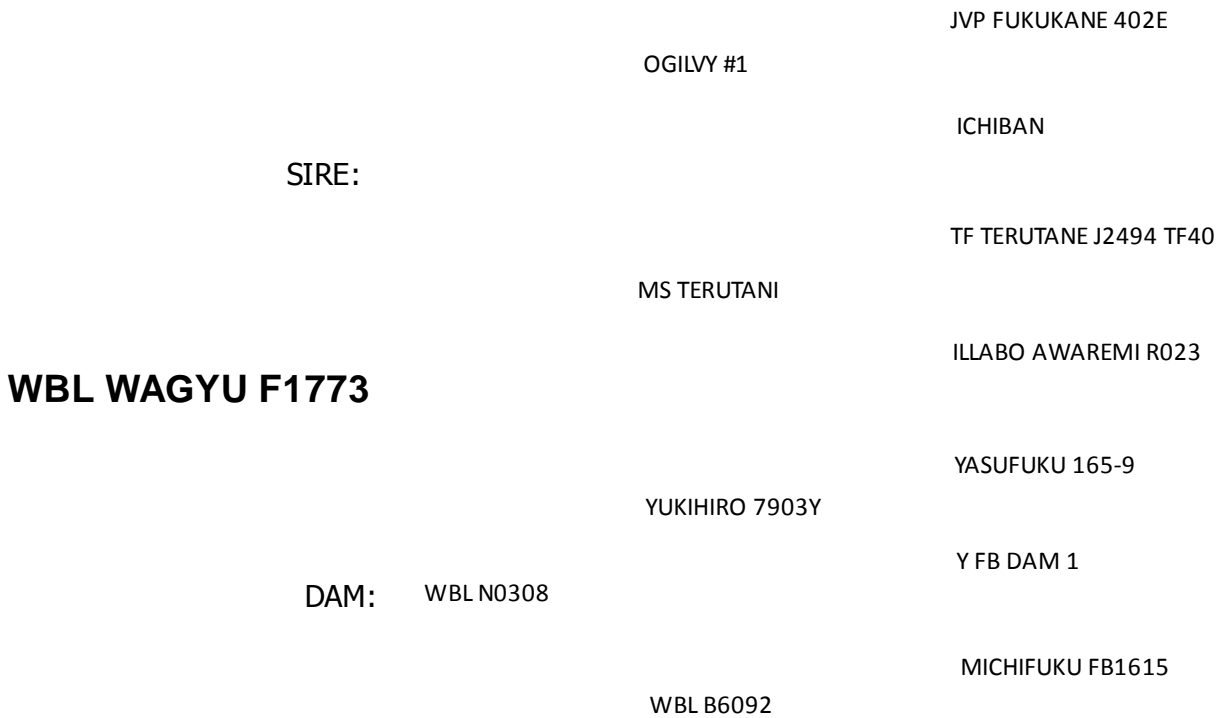 JVP FUKUKANE 402E
OGILVY #1
ICHIBAN
SIRE:
TF TERUTANE J2494 TF40
MS TERUTANI
ILLABO AWAREMI R023
WBL WAGYU F1773
YASUFUKU 165-9
YUKIHIRO 7903Y
Y FB DAM 1
DAM: WBL N0308
MICHIFUKU FB1615
WBL B6092